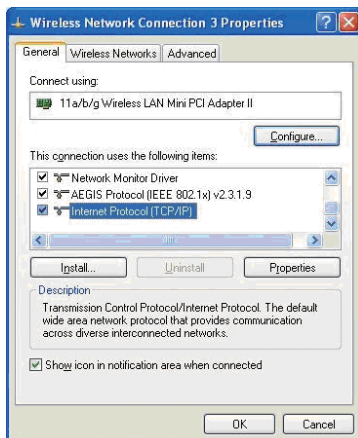 Wireless Network Connection 3 Properties
General Wireless Networks Advanced
Connect using:
11a/b/g Wireless LAN Mini PCI Adapter II
Configure...
This connection uses the following items:
Network Monitor Driver
AEGIS Protocol (IEEE 802.1x) v2.3.1.9
Internet Protocol (TCP/IP)
Install... Uninstall Properties
Description
Transmission Control Protocol/Internet Protocol. The default
wide area network protocol that provides communication
across diverse interconnected networks.
Show icon in notification area when connected
OK Cancel